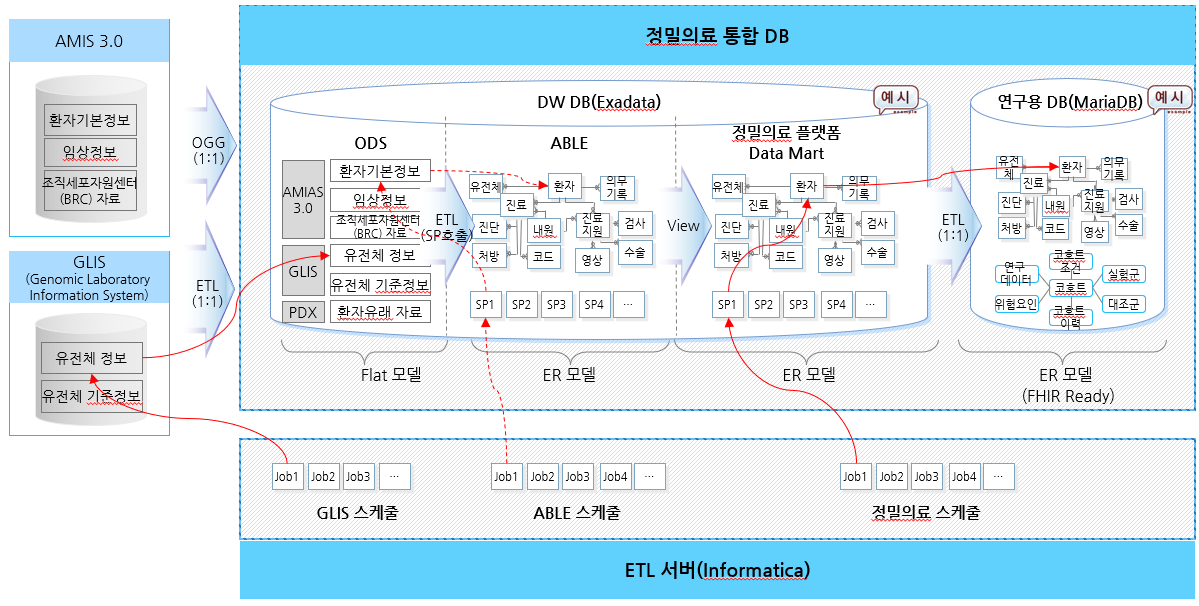 정밀의료 통합 DB
AMIS 3.0
환자기본정보
임상정보
조직세포자원센터
(BRC) 자료
OGG
(1:1)
GLIS
(Genomic Laboratory
Information System)
유전체 정보
유전체 기준정보
ETL
(1:1)
DW DB(Exadata)
예 시
example
ODS
AMIAS
3.0
환자기본정보
임상정보
조직세포자원센터
(BRC) 자료
GLIS
유전체 정보
유전체 기준정보
PDX
환자유래 자료
Flat 모델
ETL
(SP호출)
ABLE
유전체
환자
의무
기록
진료
진단
내원
진료
지원
검사
처방
코드
영상
수술
SP1
SP2
SP3
SP4
...
ER 모델
View
정밀의료 플랫폼
Data Mart
유전체
환자
의무
기록
진료
진단
내원
진료
지원
검사
처방
코드
영상
수술
SP1
SP2
SP3
SP4
...
ER 모델
ETL
(1:1)
연구용 DB(MariaDB)
예 시
example
유전
체
환자
의무
기록
진료
진단
내원
진료
지원
검사
처방
코드
영상
수술
연구
데이터
코호트
조건
실험군
코호트
위험요인
코호트
이력
대조군
ER 모델
(FHIR Ready)
Job1
Job2
Job3
...
GLIS 스케줄
Job1
Job2
Job3
Job4
...
ABLE 스케줄
Job1
Job2
Job3
Job4
...
정밀의료 스케줄
ETL 서버(Informatica)